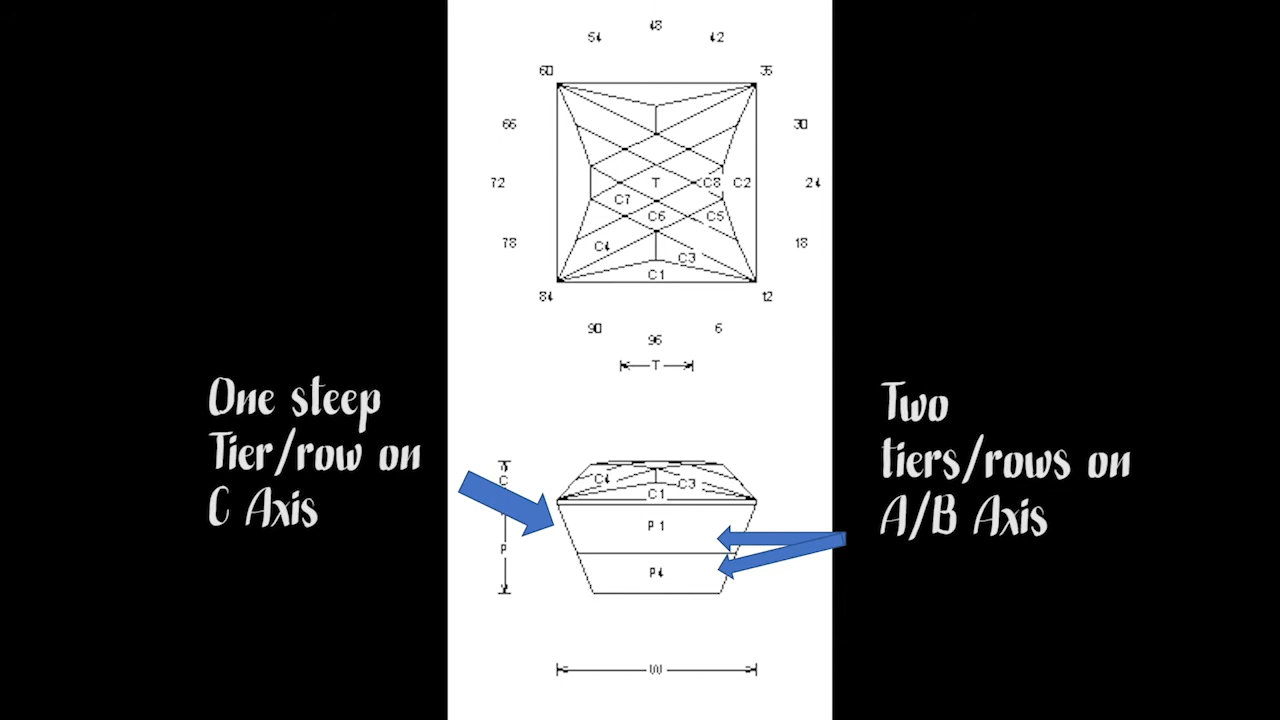 48
54 42
60 36
66 30
T C8 C2
72 24
C7
C6 C5
78 18
C4
C3
C1
84 12
90 6
96
T
One steep
Tier/row on
C Axis
Two
tiers/rows on
A/B Axis
C
C4 C3
C1
P1
P
P4
W